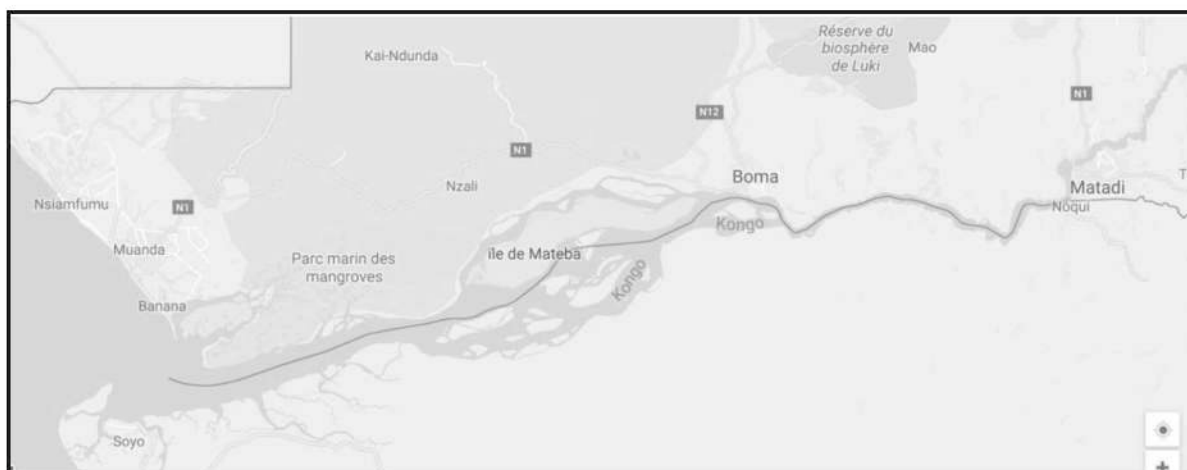 Réserve du
biosphère
de Luki
Mao
Kai-Ndunda
N1
N12
N1
Boma
Matadi
Nzali
Nsiamfumu
N1
Kongo
Nóqui
Muanda
Parc marin des
mangroves
île de Mateba
Kongo
Banana
Soyo